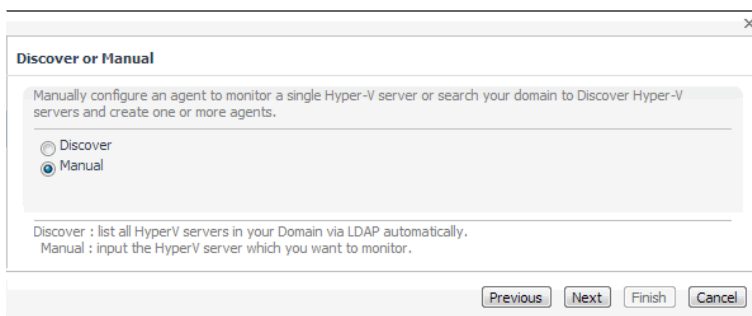 Discover or Manual
Manually configure an agent to monitor a single Hyper-V server or search your domain to Discover Hyper-V
servers and create one or more agents.
Discover
Manual
Discover : list all HyperV servers in your Domain via LDAP automatically.
Manual : input the HyperV server which you want to monitor.
Previous Next Finish Cancel